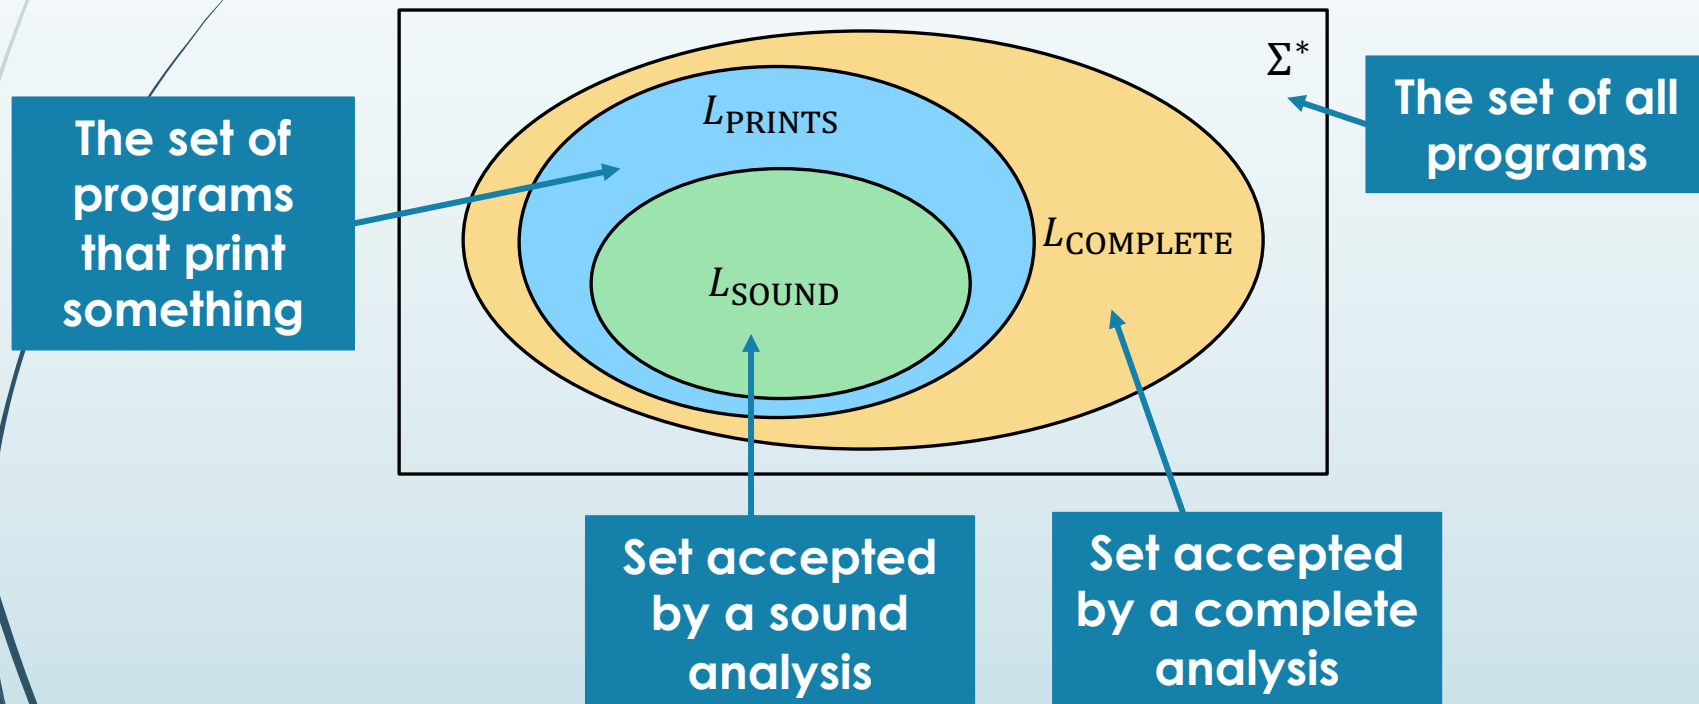 The set of
programs
that print
something
Σ*
The set of all
programs
L_PRINTS
L_COMPLETE
L_SOUND
Set accepted
by a sound
analysis
Set accepted
by a complete
analysis